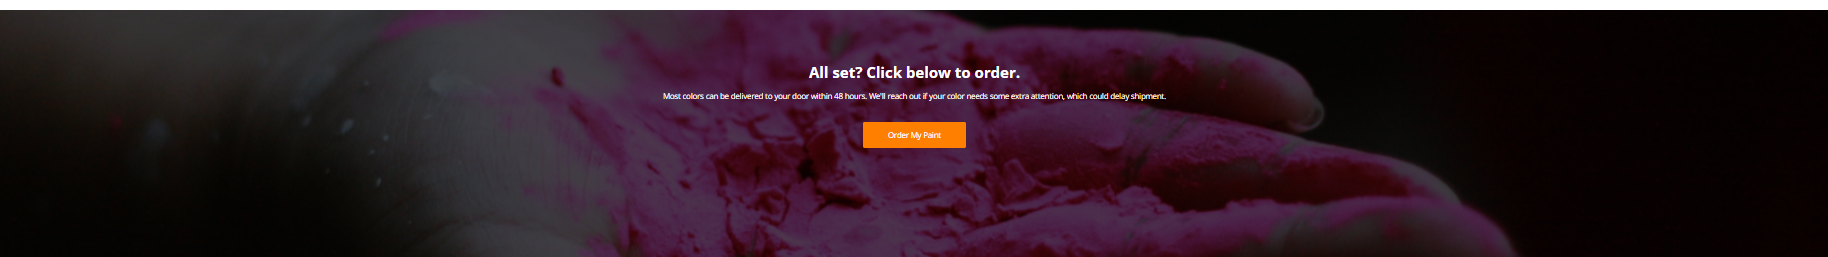 All set? Click below to order.
Most colors can be delivered to your door within 48 hours. We'll reach out if your color needs some extra attention, which could delay shipment.
Order My Paint